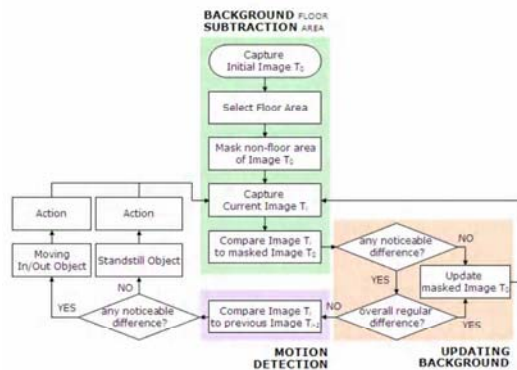 BACKGROUND FLOOR
SUBTRACTION AREA
Capture
Initial Image T₀
Select Floor Area
Mask non-floor area
of Image T₀
Capture
Current Image Tᵢ
Compare Image Tᵢ
to masked Image T₀
any noticeable
difference?
NO
YES
Update
masked Image T₀
overall regular
difference?
YES
NO
Compare Image Tᵢ
to previous Image Tᵢ₋₁
any noticeable
difference?
YES
NO
Moving
In/Out Object
Standstill Object
Action
Action
MOTION
DETECTION
UPDATING
BACKGROUND